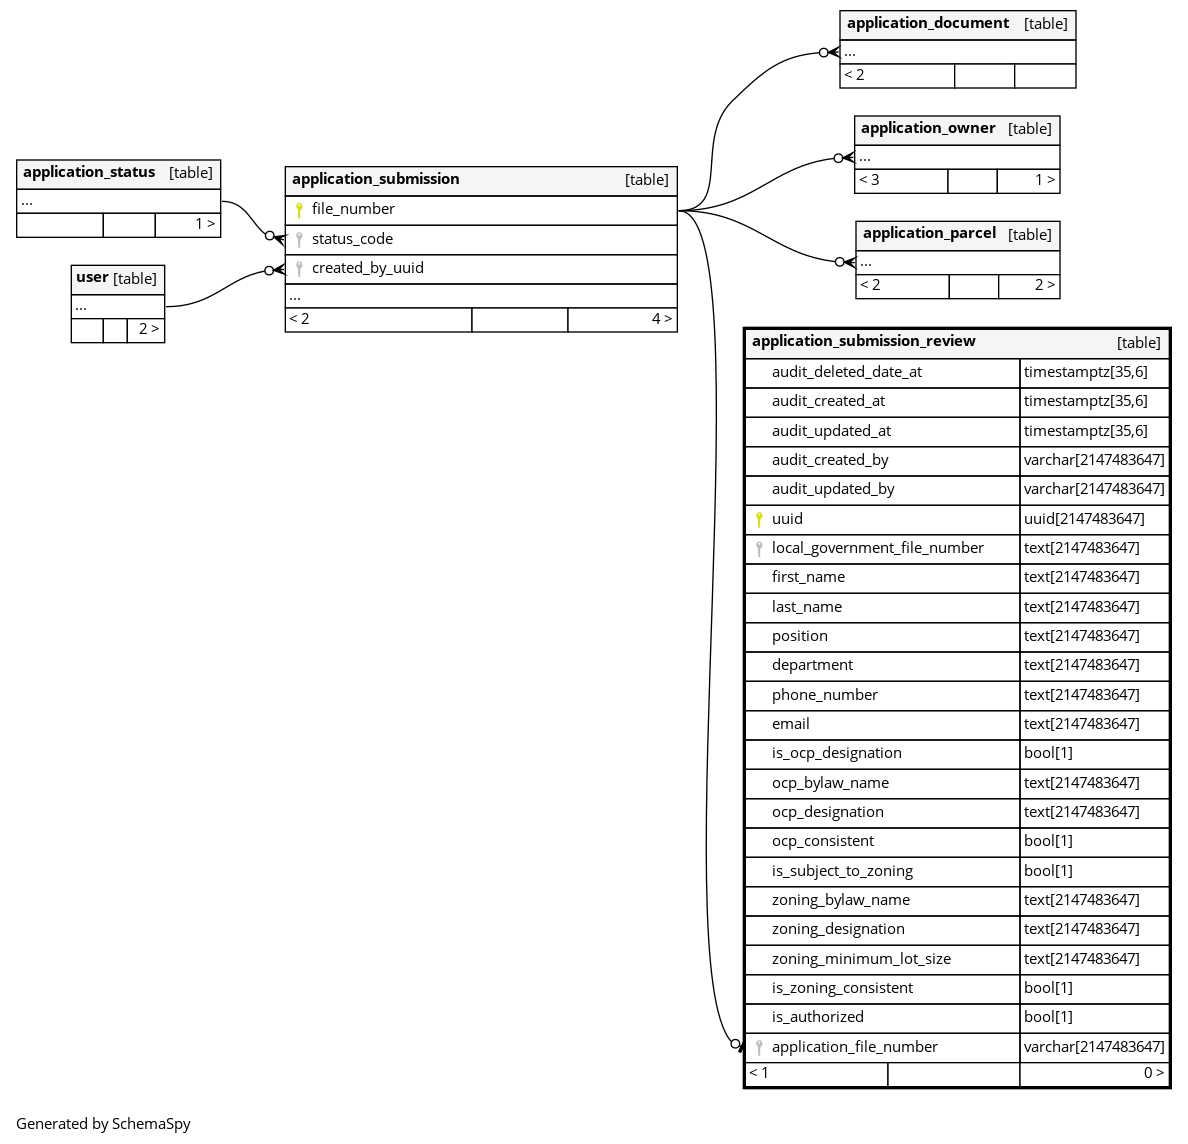 application_document [table]
...
< 2
application_owner [table]
...
< 3 1 >
application_status [table]
...
1 >
application_submission [table]
file_number
status_code
created_by_uuid
...
< 2 4 >
application_parcel [table]
...
< 2 2 >
user [table]
...
2 >
application_submission_review [table]
audit_deleted_date_at timestamptz[35,6]
audit_created_at timestamptz[35,6]
audit_updated_at timestamptz[35,6]
audit_created_by varchar[2147483647]
audit_updated_by varchar[2147483647]
uuid uuid[2147483647]
local_government_file_number text[2147483647]
first_name text[2147483647]
last_name text[2147483647]
position text[2147483647]
department text[2147483647]
phone_number text[2147483647]
email text[2147483647]
is_ocp_designation bool[1]
ocp_bylaw_name text[2147483647]
ocp_designation text[2147483647]
ocp_consistent bool[1]
is_subject_to_zoning bool[1]
zoning_bylaw_name text[2147483647]
zoning_designation text[2147483647]
zoning_minimum_lot_size text[2147483647]
is_zoning_consistent bool[1]
is_authorized bool[1]
application_file_number varchar[2147483647]
< 1 0 >
Generated by SchemaSpy